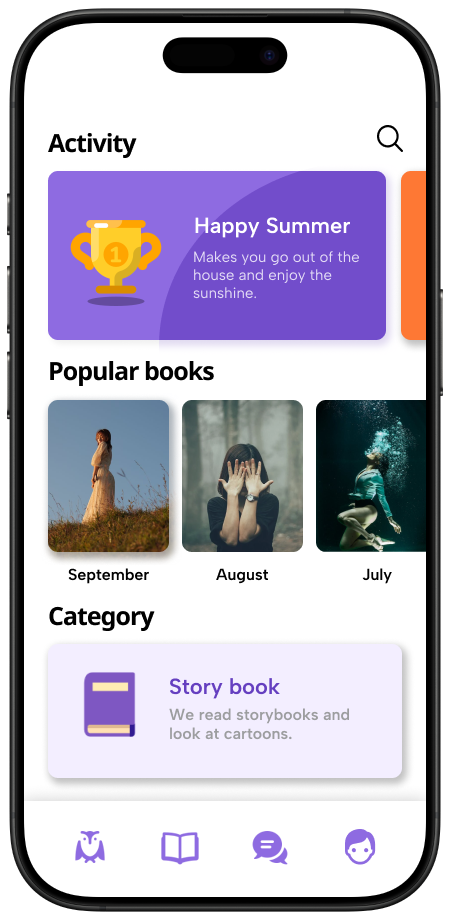 Activity
1
Happy Summer
Makes you go out of the
house and enjoy the
sunshine.
Popular books
September
August
July
Category
Story book
We read storybooks and
look at cartoons.